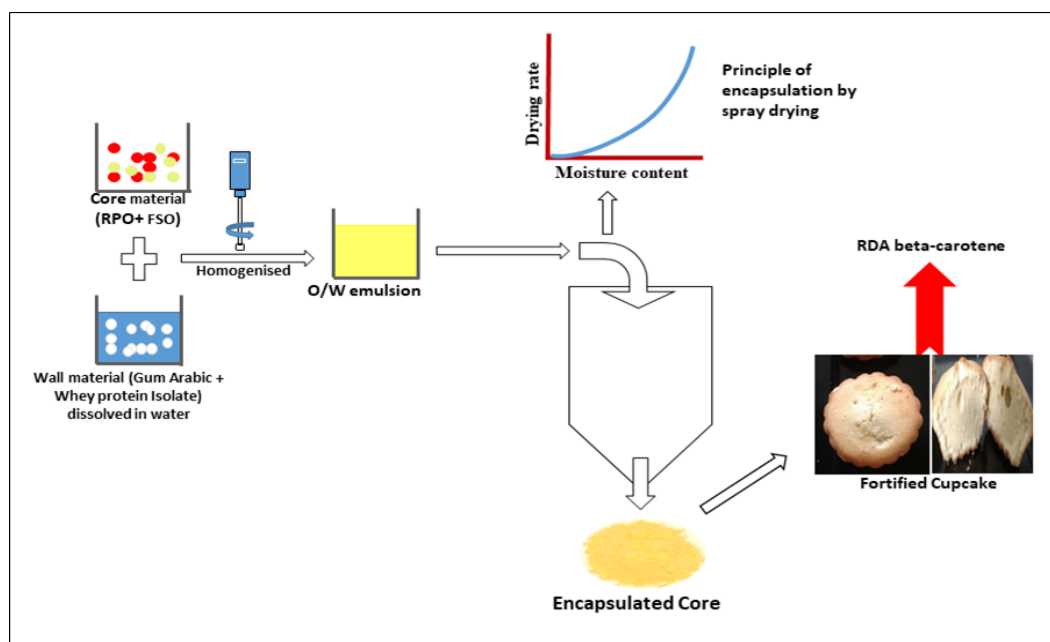 Core material
(RPO+ FSO)
Wall material (Gum Arabic +
Whey protein Isolate)
dissolved in water
Homogenised
O/W emulsion
Drying rate
Moisture content
Principle of
encapsulation by
spray drying
Encapsulated Core
RDA beta-carotene
Fortified Cupcake